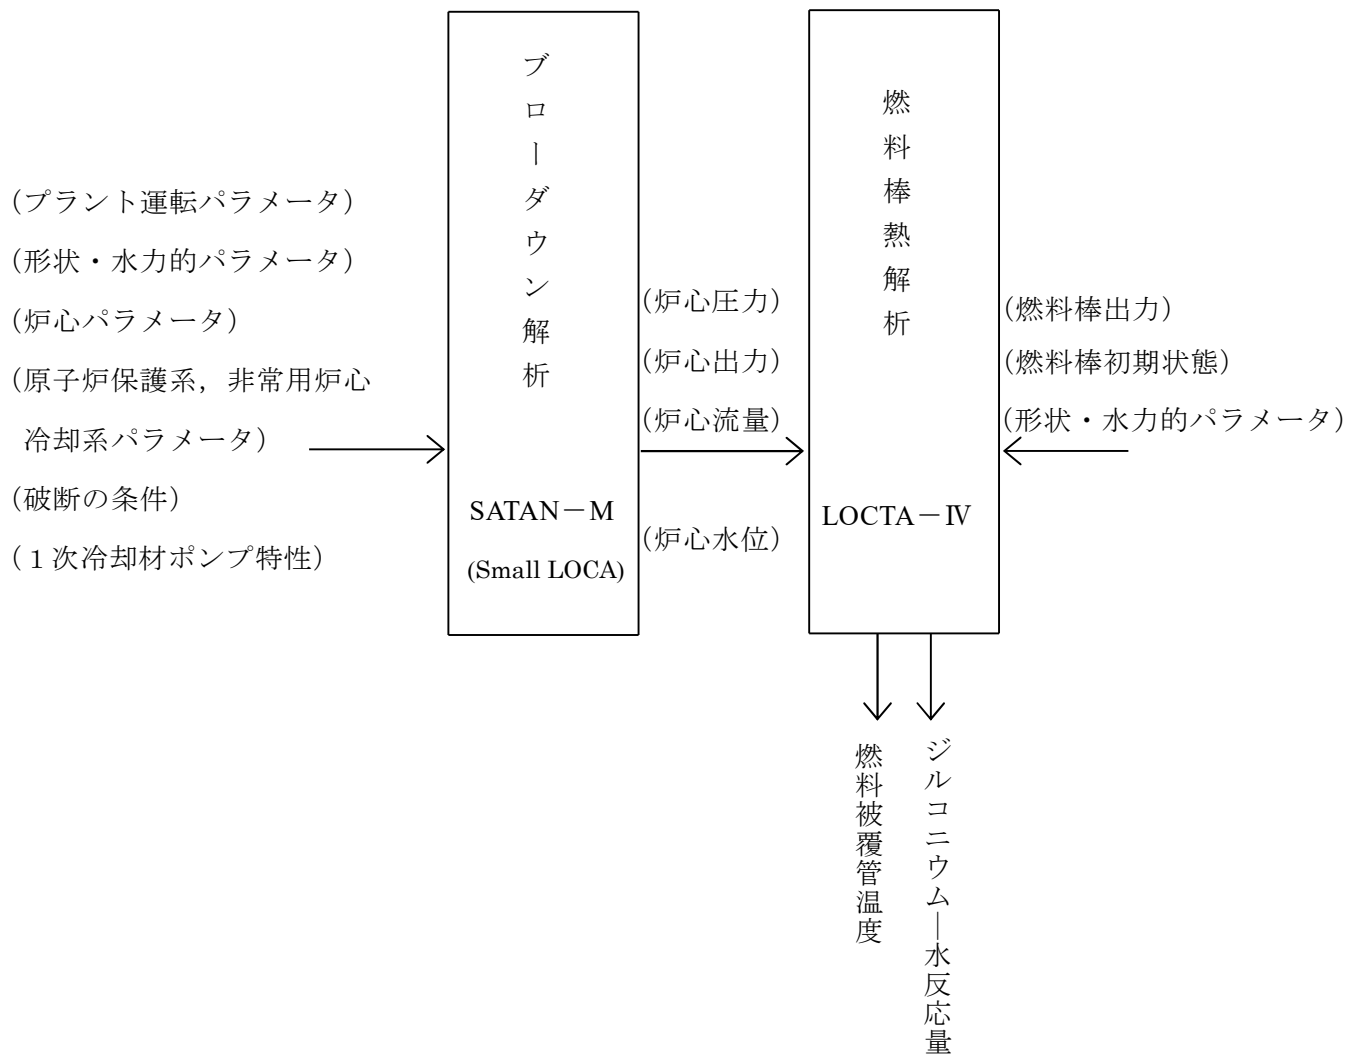 (プラント運転パラメータ)
(形状・水力的パラメータ)
(炉心パラメータ)
(原子炉保護系，非常用炉心
冷却系パラメータ)
(破断の条件)
(１次冷却材ポンプ特性)
ブローダウン解析
SATAN－M
(Small LOCA)
(炉心圧力)
(炉心出力)
(炉心流量)
(炉心水位)
燃料棒熱解析
LOCTA－Ⅳ
(燃料棒出力)
(燃料棒初期状態)
(形状・水力的パラメータ)
燃料被覆管温度
ジルコニウム―水反応量